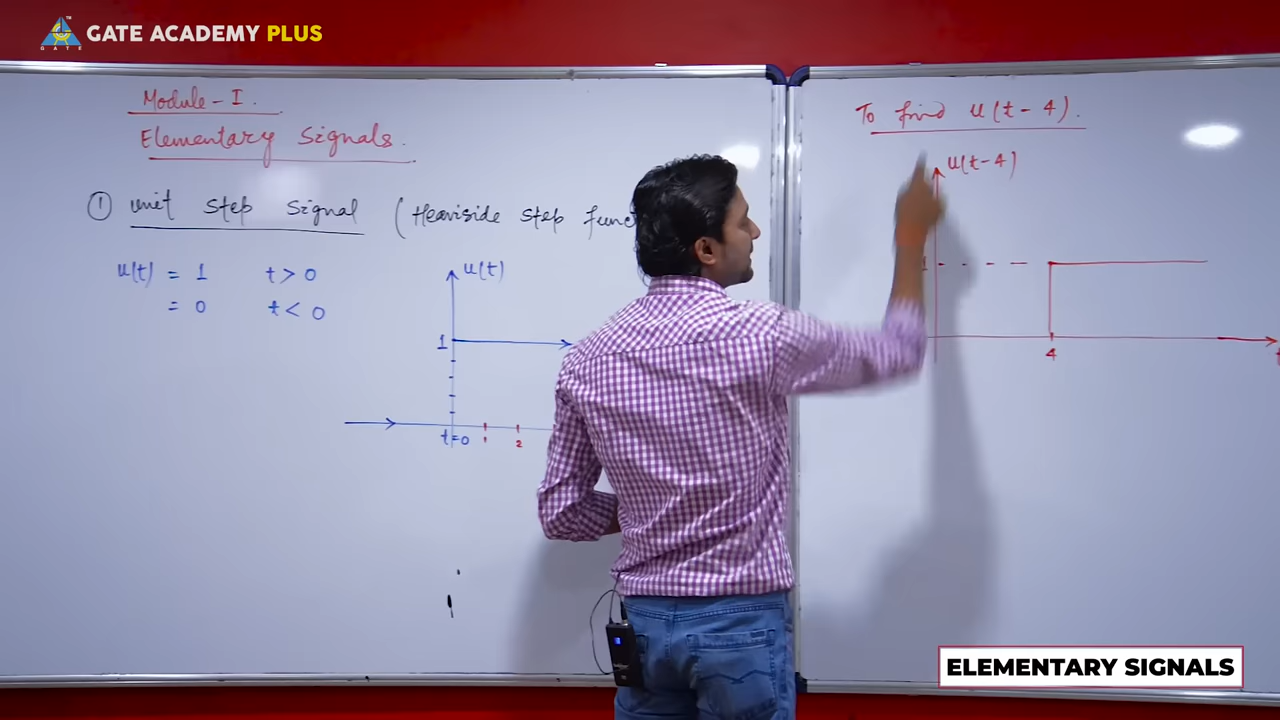 GATE ACADEMY PLUS
GATE
Module - I.
Elementary Signals.
① Unit Step Signal (Heaviside Step func
u(t) = 1 t > 0
= 0 t < 0
u(t)
1
t=0 1 2
To find u(t - 4).
u(t-4)
1
4
ELEMENTARY SIGNALS